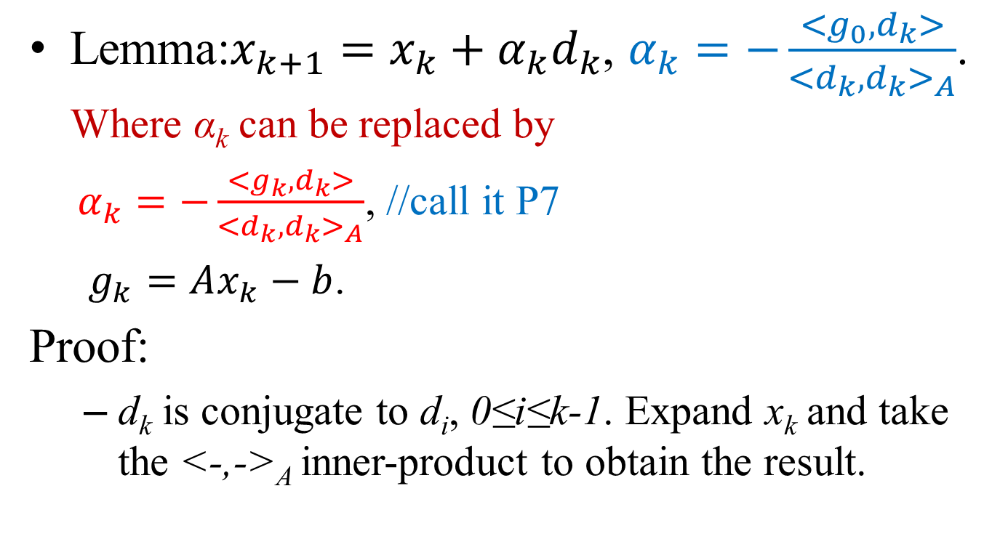 • Lemma:$x_{k+1} = x_k + \alpha_k d_k$, $\alpha_k = -\frac{<g_0,d_k>}{<d_k,d_k>_A}$.
Where $\alpha_k$ can be replaced by
$\alpha_k = -\frac{<g_k,d_k>}{<d_k,d_k>_A}$, //call it P7
$g_k = Ax_k - b.$
Proof:
– $d_k$ is conjugate to $d_i$, 0≤i≤k-1. Expand $x_k$ and take
the $<-,->_A$ inner-product to obtain the result.